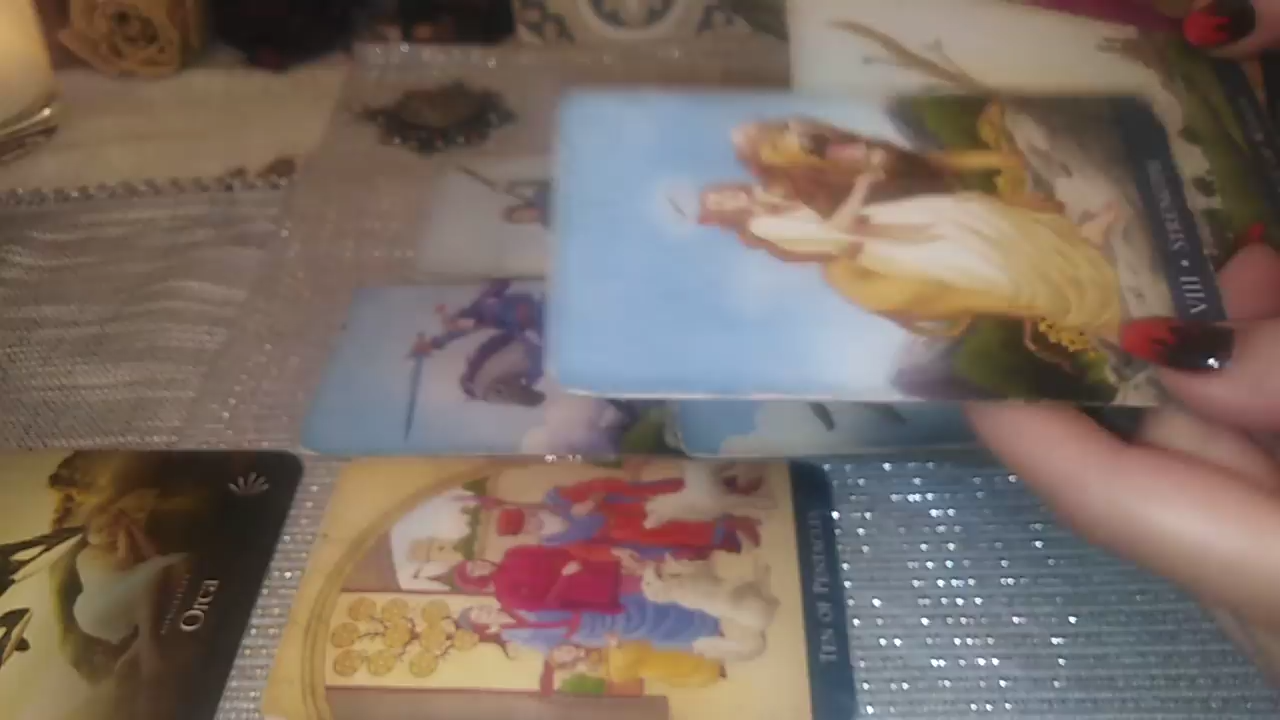 VIII • STRENGTH
TEN OF PENTACLES
Orca